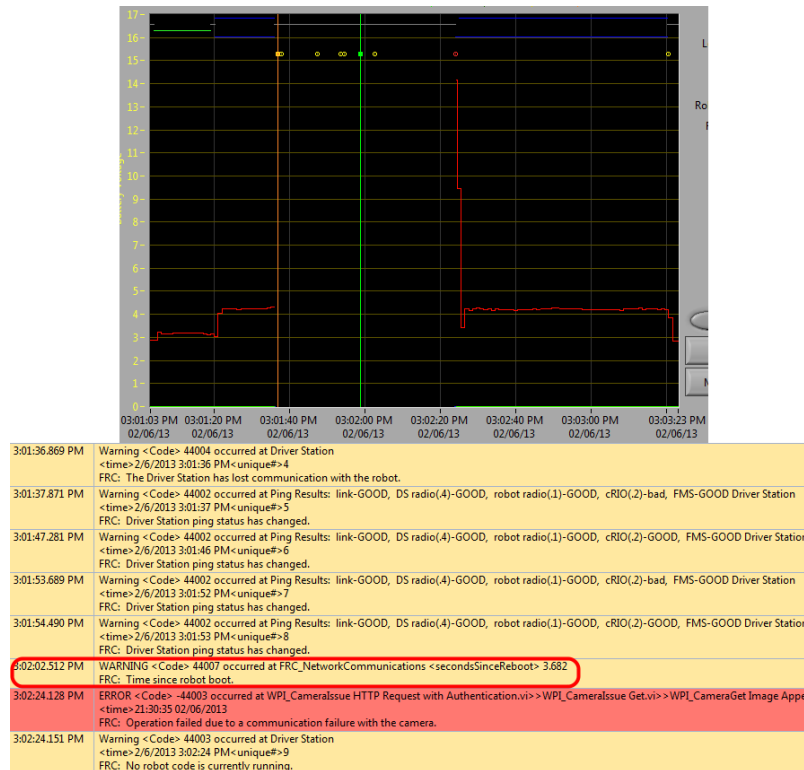 17-
16-
15-
14-
13-
12-
11-
10-
9-
8-
7-
6-
5-
4-
3-
2-
1-
0-
L
Ro
03:01:03 PM 03:01:20 PM 03:01:40 PM 03:02:00 PM 03:02:20 PM 03:02:40 PM 03:03:00 PM 03:03:23 PM
02/06/13 02/06/13 02/06/13 02/06/13 02/06/13 02/06/13 02/06/13 02/06/13
3:01:36.869 PM Warning <Code> 44004 occurred at Driver Station
<time>2/6/2013 3:01:36 PM<unique#>4
FRC: The Driver Station has lost communication with the robot.
3:01:37.871 PM Warning <Code> 44002 occurred at Ping Results: link-GOOD, DS radio(.4)-GOOD, robot radio(.1)-GOOD, cRIO(.2)-bad, FMS-GOOD Driver Station
<time>2/6/2013 3:01:37 PM<unique#>5
FRC: Driver Station ping status has changed.
3:01:47.281 PM Warning <Code> 44002 occurred at Ping Results: link-GOOD, DS radio(.4)-GOOD, robot radio(.1)-GOOD, cRIO(.2)-GOOD, FMS-GOOD Driver Station
<time>2/6/2013 3:01:46 PM<unique#>6
FRC: Driver Station ping status has changed.
3:01:53.689 PM Warning <Code> 44002 occurred at Ping Results: link-GOOD, DS radio(.4)-GOOD, robot radio(.1)-GOOD, cRIO(.2)-bad, FMS-GOOD Driver Station
<time>2/6/2013 3:01:52 PM<unique#>7
FRC: Driver Station ping status has changed.
3:01:54.490 PM Warning <Code> 44002 occurred at Ping Results: link-GOOD, DS radio(.4)-GOOD, robot radio(.1)-GOOD, cRIO(.2)-GOOD, FMS-GOOD Driver Station
<time>2/6/2013 3:01:53 PM<unique#>8
FRC: Driver Station ping status has changed.
3:02:02.512 PM WARNING <Code> 44007 occurred at FRC_NetworkCommunications <secondsSinceReboot> 3.682
FRC: Time since robot boot.
3:02:24.128 PM ERROR <Code> -44003 occurred at WPI_CameraIssue HTTP Request with Authentication.vi>>WPI_CameraIssue Get.vi>>WPI_CameraGet Image Appe
<time>21:30:35 02/06/2013
FRC: Operation failed due to a communication failure with the camera.
3:02:24.151 PM Warning <Code> 44003 occurred at Driver Station
<time>2/6/2013 3:02:24 PM<unique#>9
FRC: No robot code is currently running.